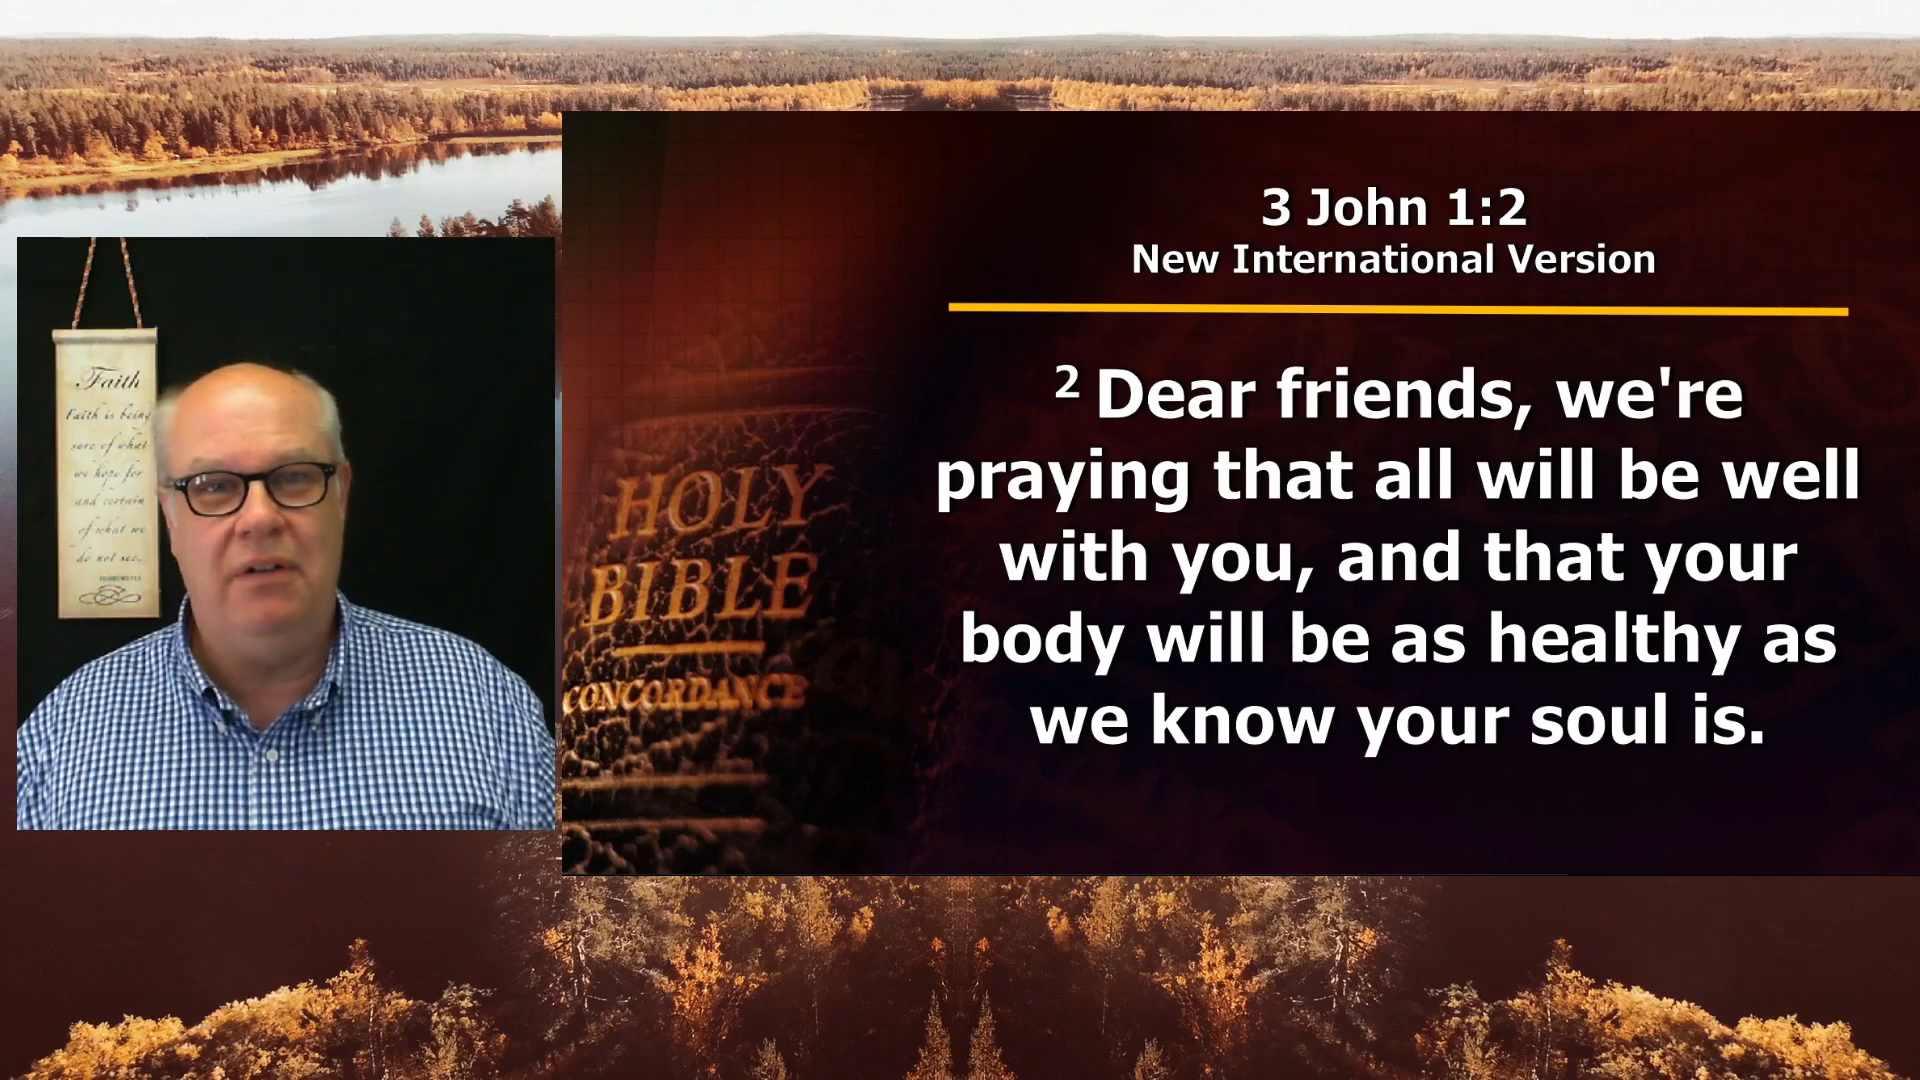 Faith
Faith is being
sure of what
we hope for
and certain
of what we
do not see.
HOLY
BIBLE
CONCORDANCE
3 John 1:2
New International Version
2 Dear friends, we're
praying that all will be well
with you, and that your
body will be as healthy as
we know your soul is.